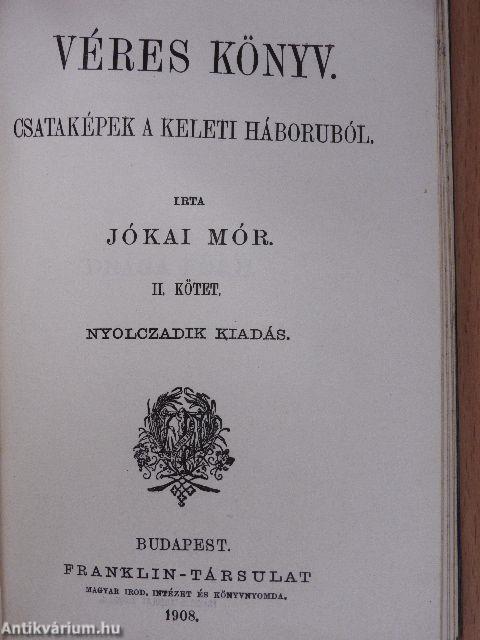 VÉRES KÖNYV.
CSATAKÉPEK A KELETI HÁBORUBÓL.
IRTA
JÓKAI MÓR.
II. KÖTET.
NYOLCZADIK KIADÁS.
BUDAPEST.
FRANKLIN-TÁRSULAT
MAGYAR IROD. INTÉZET ÉS KÖNYVNYOMDA.
1908.
Antikvárium.hu